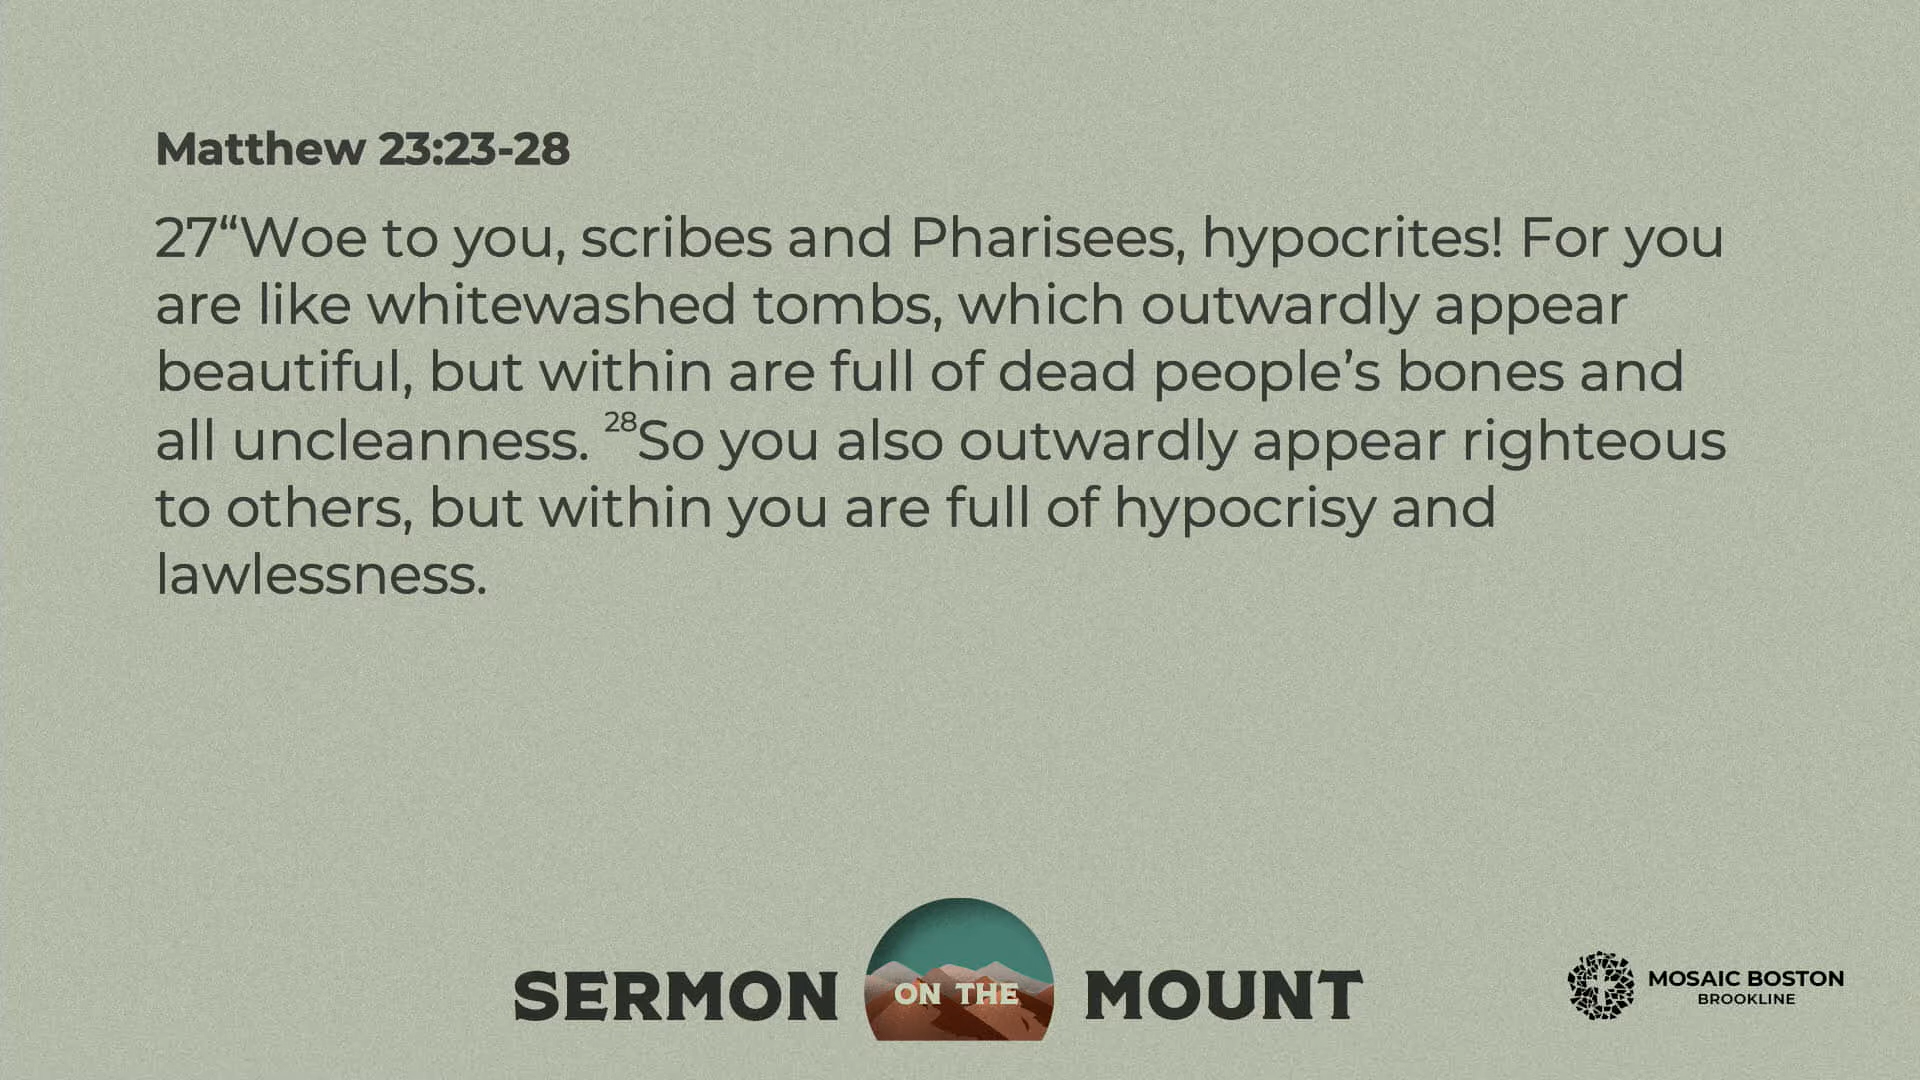 Matthew 23:23-28
27“Woe to you, scribes and Pharisees, hypocrites! For you
are like whitewashed tombs, which outwardly appear
beautiful, but within are full of dead people’s bones and
all uncleanness. 28So you also outwardly appear righteous
to others, but within you are full of hypocrisy and
lawlessness.
SERMON ON THE MOUNT
MOSAIC BOSTON
BROOKLINE